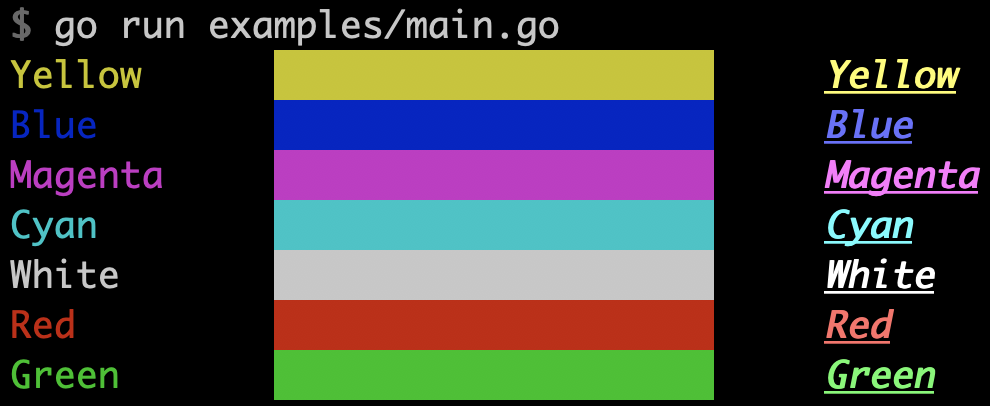 $ go run examples/main.go
Yellow Yellow
Blue Blue
Magenta Magenta
Cyan Cyan
White White
Red Red
Green Green